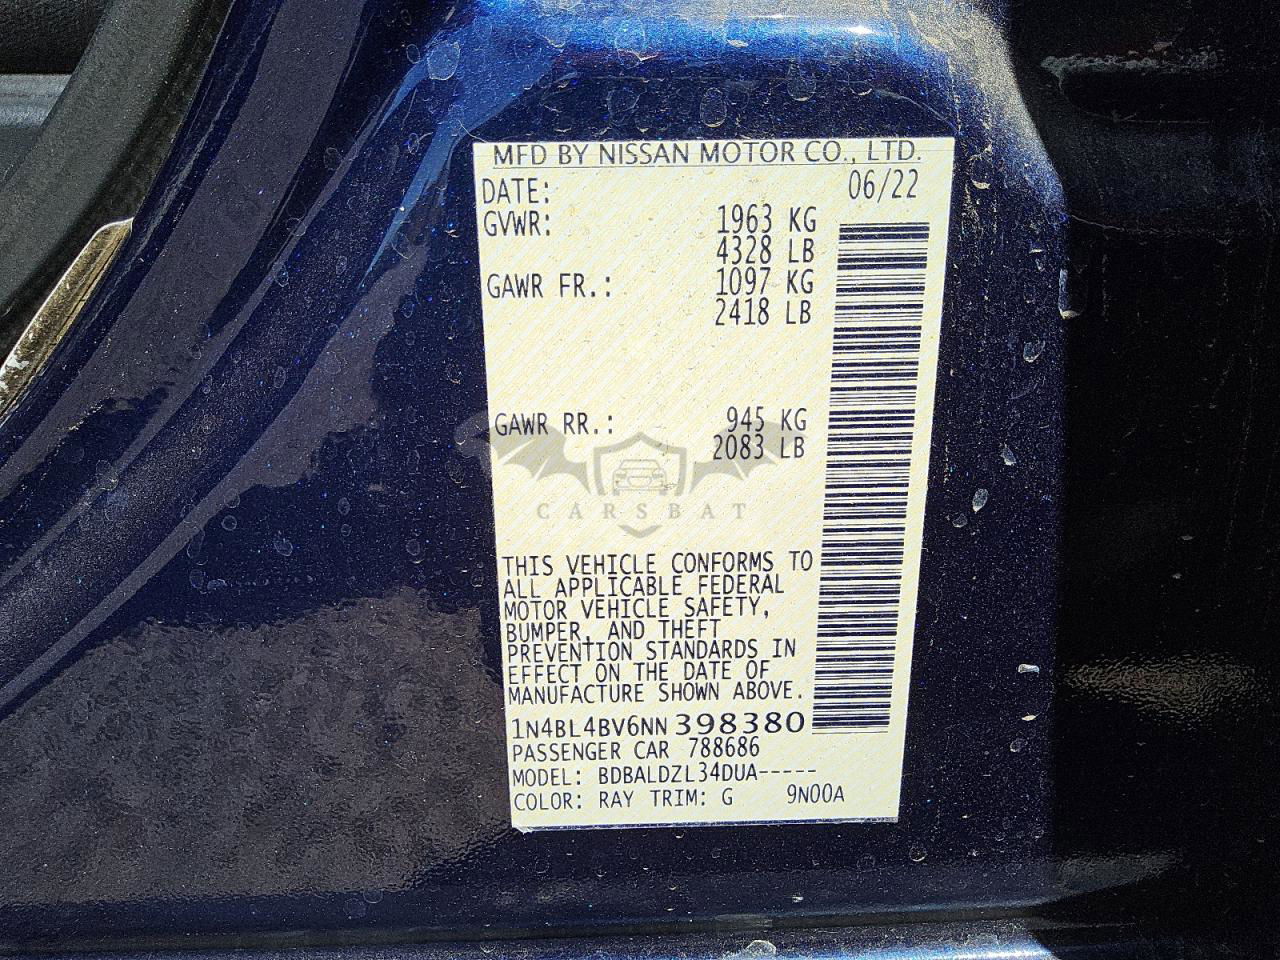 MFD BY NISSAN MOTOR CO., LTD.
DATE: 06/22
GVWR: 1963 KG
4328 LB
GAWR FR.: 1097 KG
2418 LB
GAWR RR.: 945 KG
2083 LB
CARSBAT
THIS VEHICLE CONFORMS TO
ALL APPLICABLE FEDERAL
MOTOR VEHICLE SAFETY,
BUMPER, AND THEFT
PREVENTION STANDARDS IN
EFFECT ON THE DATE OF
MANUFACTURE SHOWN ABOVE.
1N4BL4BV6NN398380
PASSENGER CAR 788686
MODEL: BDBALDZL34DUA-----
COLOR: RAY TRIM: G 9N00A